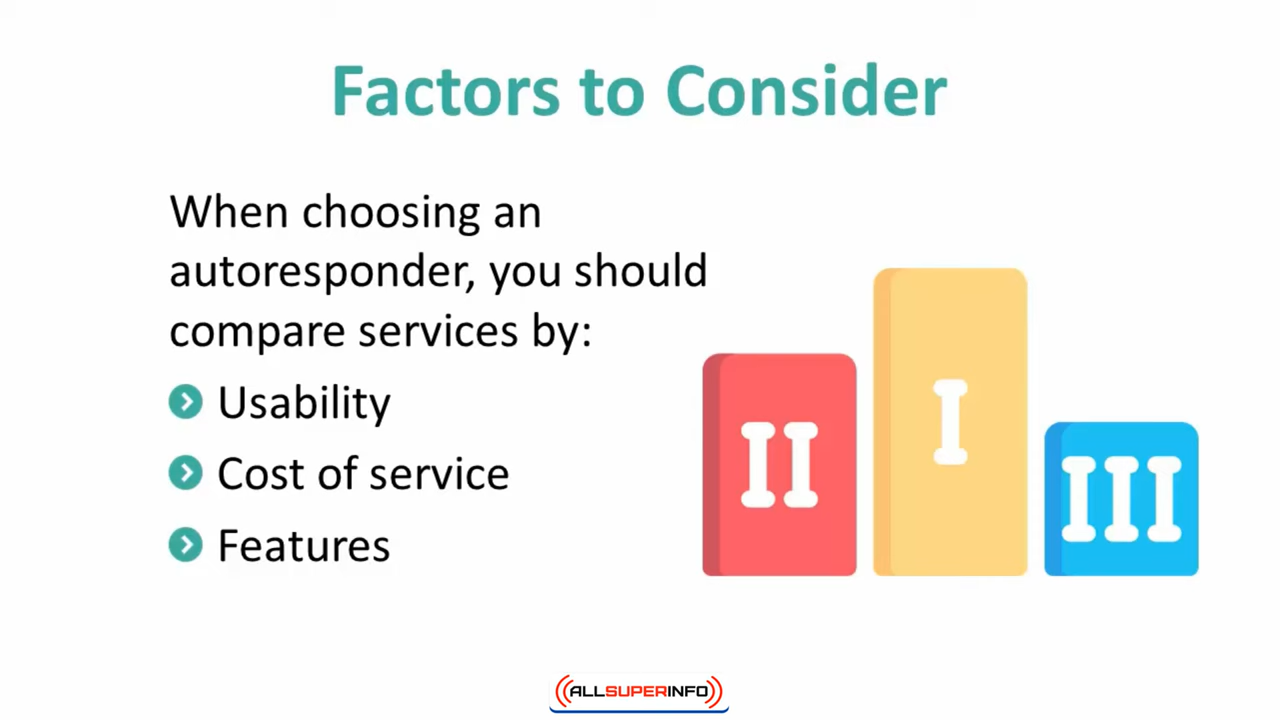 Factors to Consider
When choosing an
autoresponder, you should
compare services by:
Usability
Cost of service
Features
II
I
III
ALLSUPERINFO